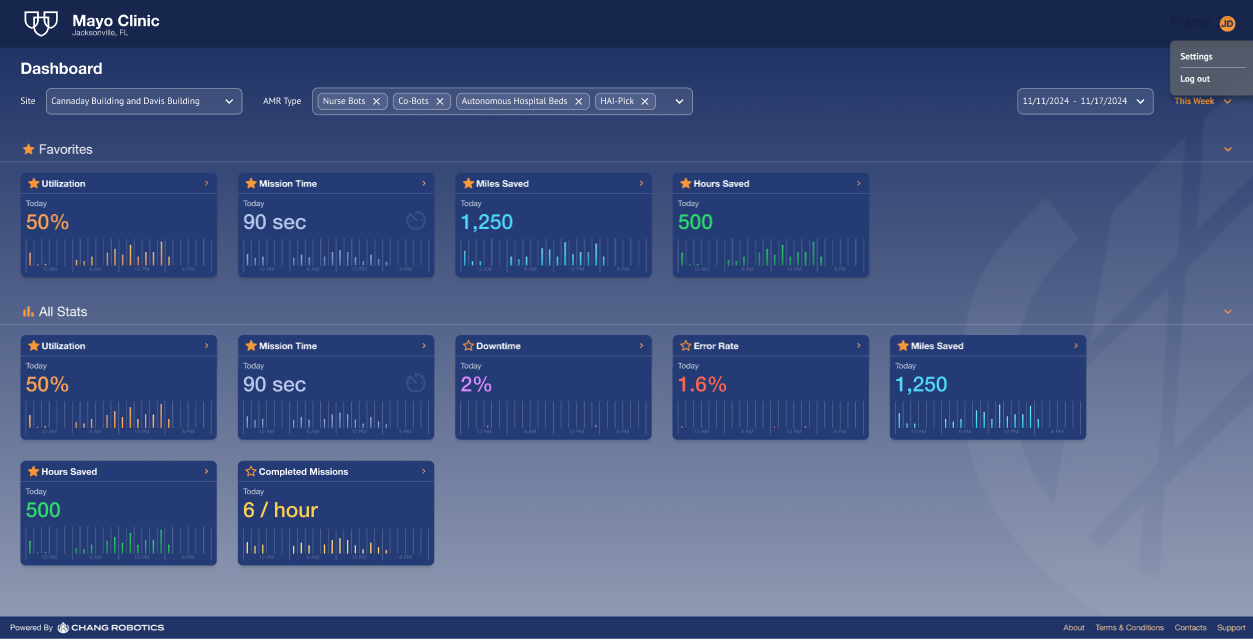 Mayo Clinic
Jacksonville, FL
Frame
JD
Settings
Log out
Dashboard
Site
Cannaday Building and Davis Building
AMR Type
Nurse Bots
Co-Bots
Autonomous Hospital Beds
HAI-Pick
11/11/2024 - 11/17/2024
This Week
Favorites
Utilization
Today
50%
12 AM 6 AM 12 PM 6 PM
Mission Time
Today
90 sec
12 AM 6 AM 12 PM 6 PM
Miles Saved
Today
1,250
12 AM 6 AM 12 PM 6 PM
Hours Saved
Today
500
12 AM 6 AM 12 PM 6 PM
All Stats
Utilization
Today
50%
12 AM 6 AM 12 PM 6 PM
Mission Time
Today
90 sec
12 AM 6 AM 12 PM 6 PM
Downtime
Today
2%
12 AM 6 AM 12 PM 6 PM
Error Rate
Today
1.6%
12 AM 6 AM 12 PM 6 PM
Miles Saved
Today
1,250
12 AM 6 AM 12 PM 6 PM
Hours Saved
Today
500
12 AM 6 AM 12 PM 6 PM
Completed Missions
Today
6 / hour
12 AM 6 AM 12 PM 6 PM
Powered By CHANG ROBOTICS
About Terms & Conditions Contacts Support